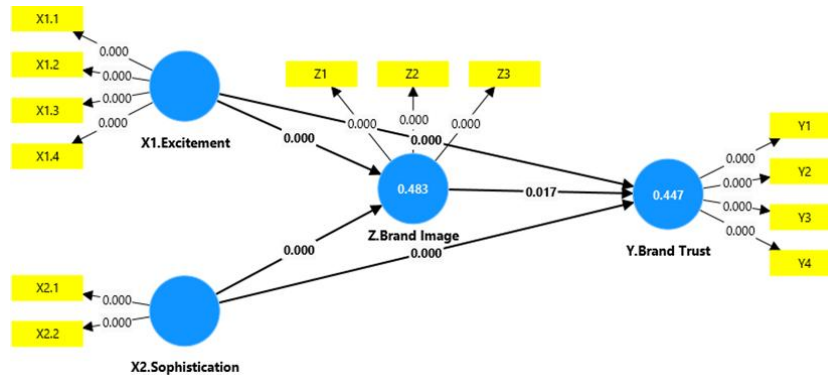 X1.1
0.000
X1.2
0.000
X1.3
0.000
X1.4
0.000
X1.Excitement
Z1
Z2
Z3
0.000
0.000
0.000
0.000
0.000
0.483
Z.Brand Image
0.017
0.447
Y.Brand Trust
Y1
0.000
Y2
0.000
Y3
0.000
Y4
0.000
0.000
0.000
X2.1
0.000
X2.2
0.000
X2.Sophistication